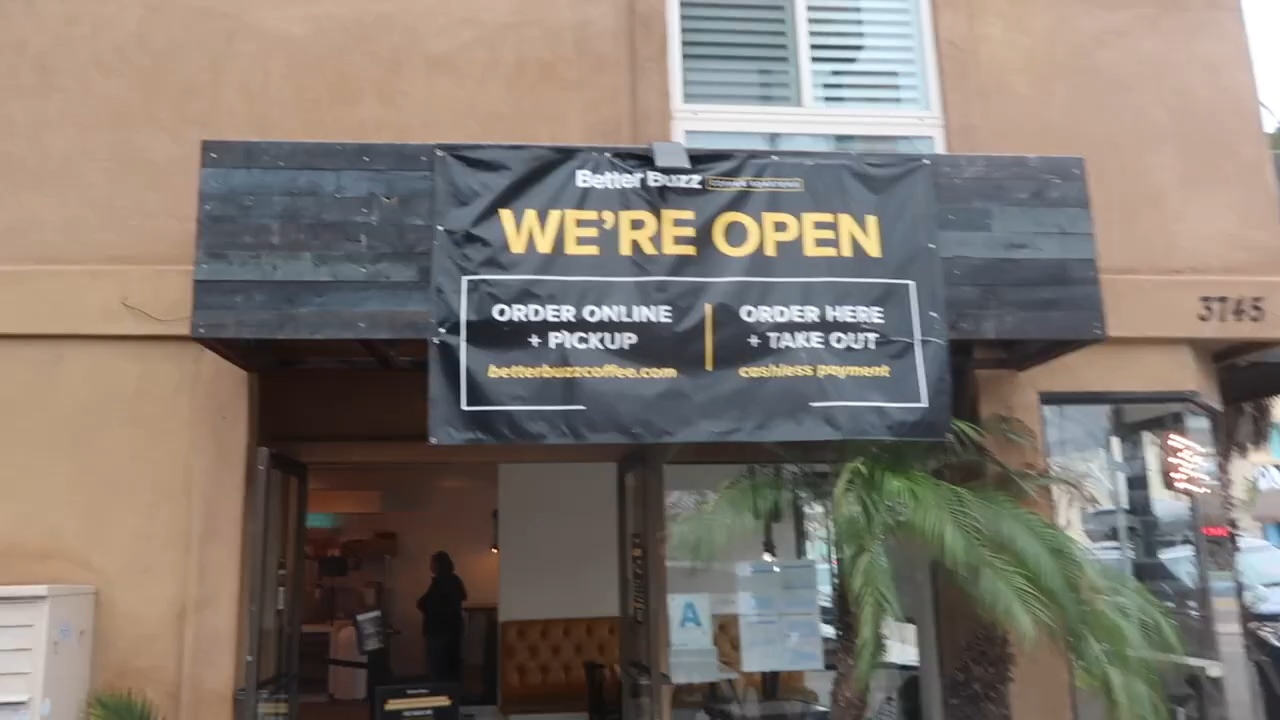 Better Buzz
WE'RE OPEN
ORDER ONLINE
+ PICKUP
betterbuzzcoffee.com
ORDER HERE
+ TAKE OUT
cashless payment
3745
A